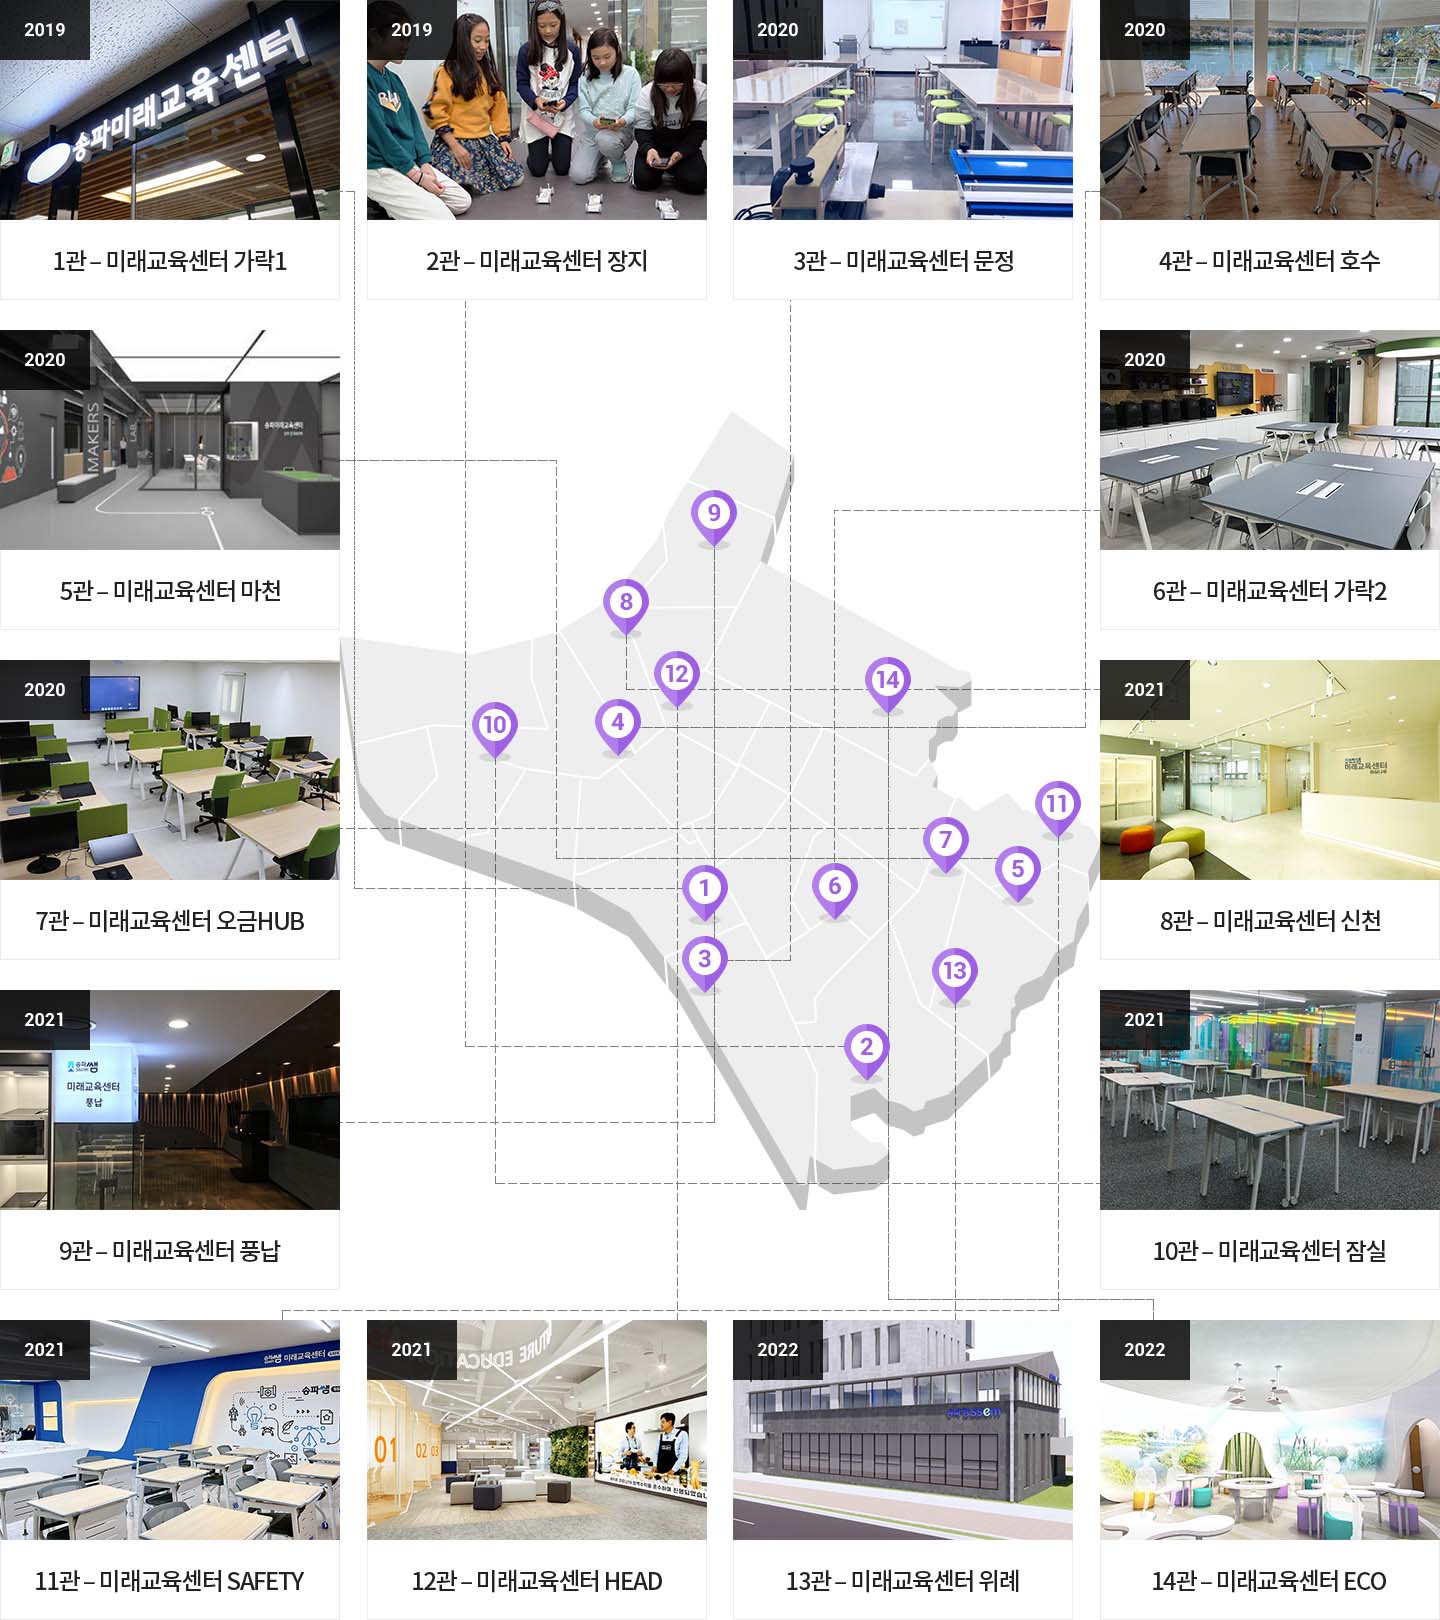 2019
송파미래교육센터
1관 – 미래교육센터 가락1
2019
2관 – 미래교육센터 장지
2020
3관 – 미래교육센터 문정
2020
4관 – 미래교육센터 호수
2020
MAKERS
LAB
송파미래교육센터
5관 – 미래교육센터 마천
2020
6관 – 미래교육센터 가락2
2020
7관 – 미래교육센터 오금HUB
2021
미래교육센터
8관 – 미래교육센터 신천
2021
송파쌤
미래교육센터
풍납
9관 – 미래교육센터 풍납
2021
10관 – 미래교육센터 잠실
9
8
12
14
10
4
11
7
5
1
6
3
13
2
2021
송파쌤 미래교육센터
송파쌤
11관 – 미래교육센터 SAFETY
2021
01
02
03
12관 – 미래교육센터 HEAD
2022
ssem
13관 – 미래교육센터 위례
2022
14관 – 미래교육센터 ECO